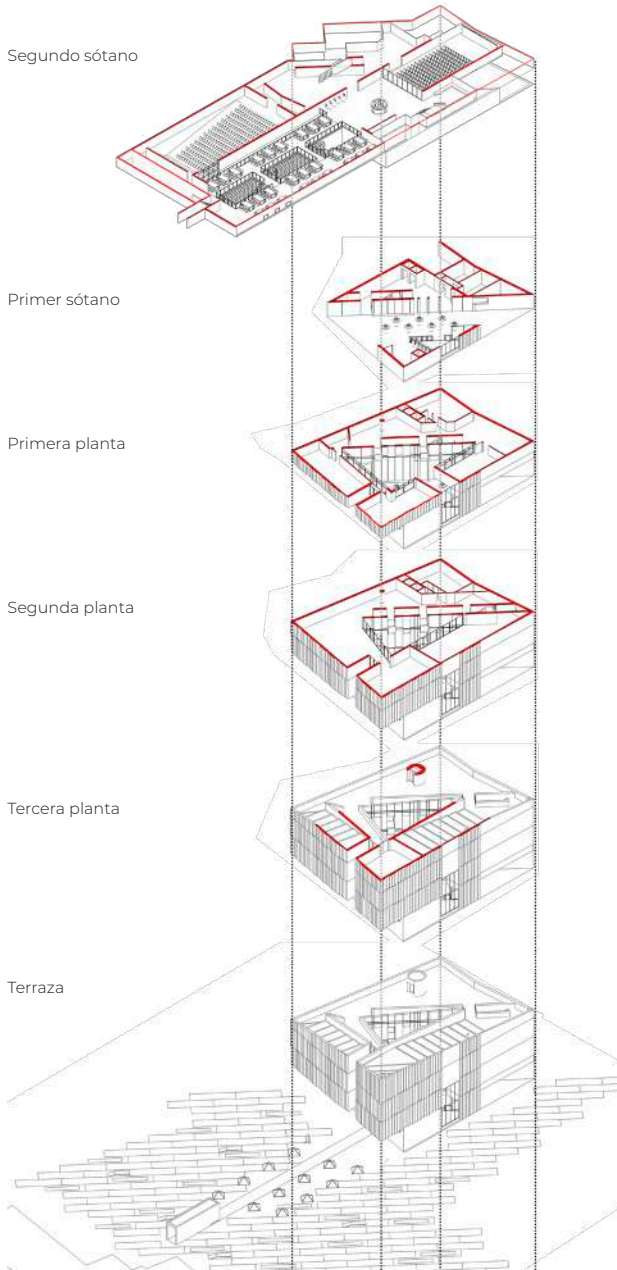 Segundo sótano
Primer sótano
Primera planta
Segunda planta
Tercera planta
Terraza